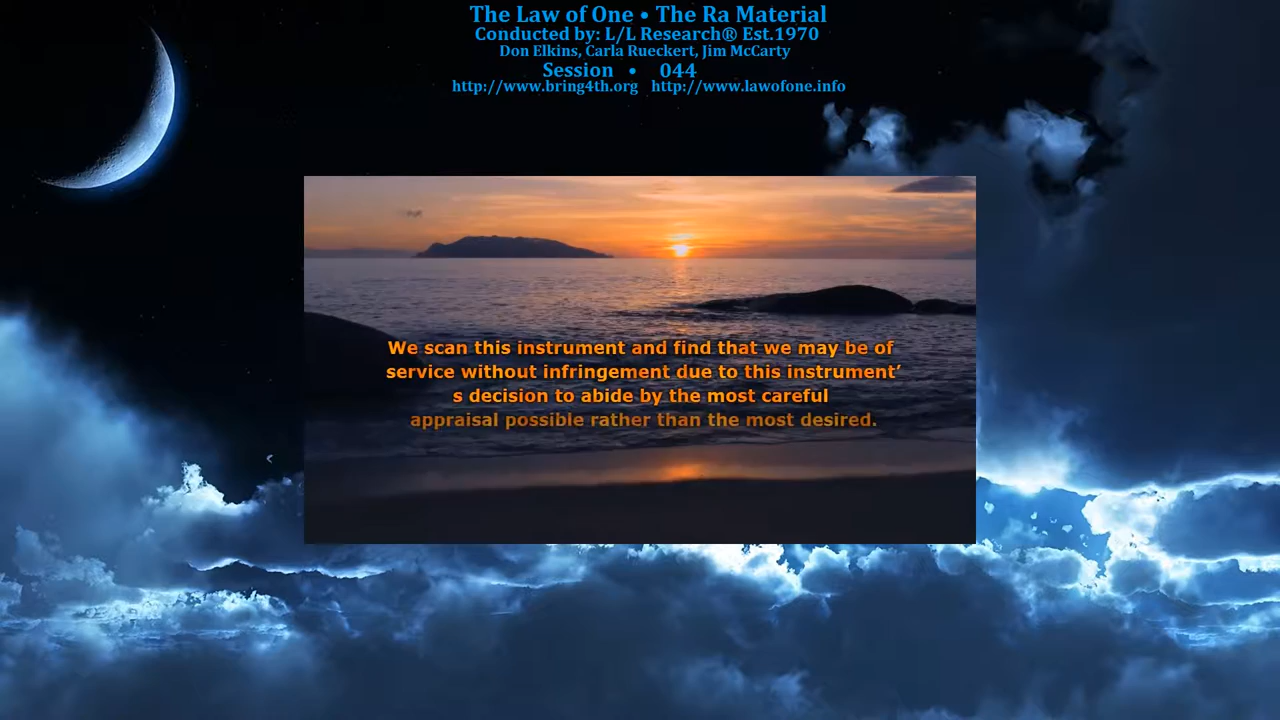 The Law of One • The Ra Material
Conducted by: L/L Research® Est.1970
Don Elkins, Carla Rueckert, Jim McCarty
Session • 044
http://www.bring4th.org http://www.lawofone.info
We scan this instrument and find that we may be of
service without infringement due to this instrument’
s decision to abide by the most careful
appraisal possible rather than the most desired.